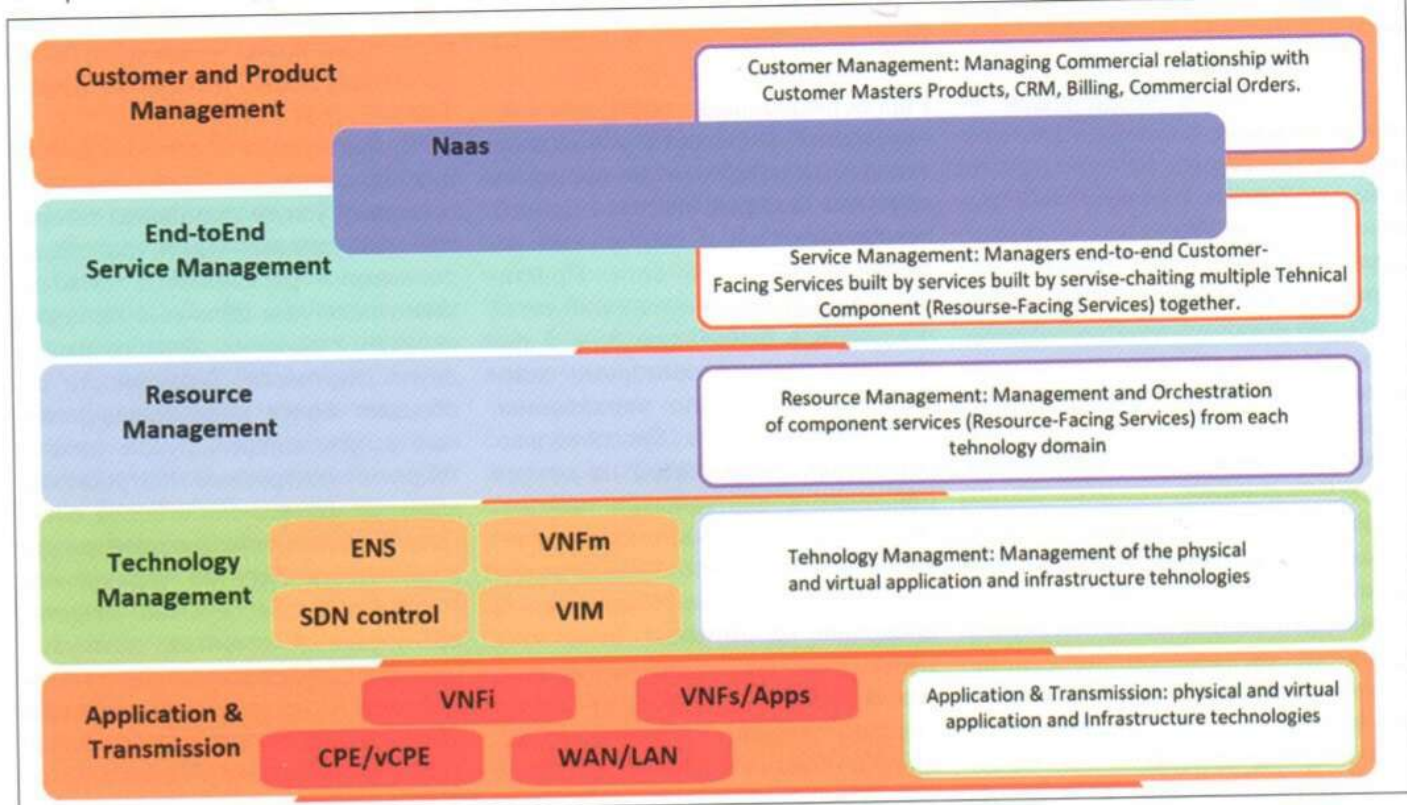 Customer and Product
Management
Customer Management: Managing Commercial relationship with
Customer Masters Products, CRM, Billing, Commercial Orders.
Naas
End-toEnd
Service Management
Service Management: Managers end-to-end Customer-
Facing Services built by services built by servise-chaiting multiple Tehnical
Component (Resourse-Facing Services) together.
Resource
Management
Resource Management: Management and Orchestration
of component services (Resource-Facing Services) from each
tehnology domain
Technology
Management
ENS
VNFm
SDN control
VIM
Tehnology Managment: Management of the physical
and virtual application and infrastructure tehnologies
Application &
Transmission
VNFi
VNFs/Apps
CPE/vCPE
WAN/LAN
Application & Transmission: physical and virtual
application and Infrastructure technologies